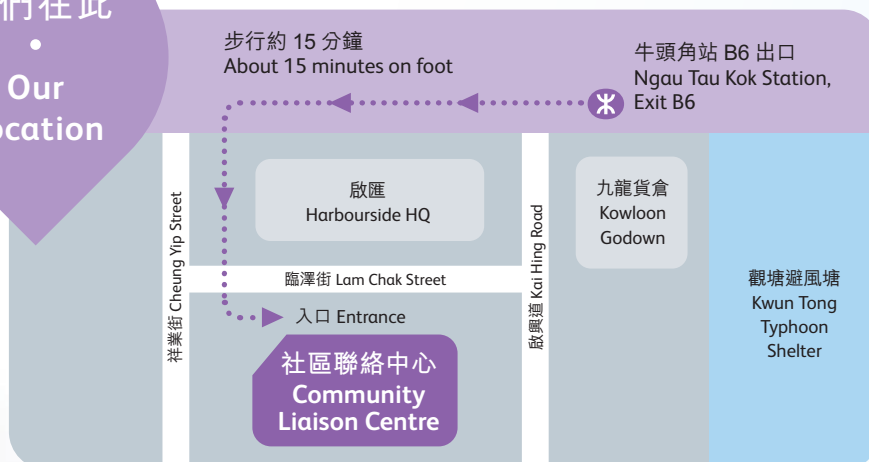 們在此
•
Our
ocation
步行約 15 分鐘
About 15 minutes on foot
牛頭角站 B6 出口
Ngau Tau Kok Station,
Exit B6
祥業街 Cheung Yip Street
啟匯
Harbourside HQ
啟興道 Kai Hing Road
九龍貨倉
Kowloon
Godown
臨澤街 Lam Chak Street
觀塘避風塘
Kwun Tong
Typhoon
Shelter
入口 Entrance
社區聯絡中心
Community
Liaison Centre